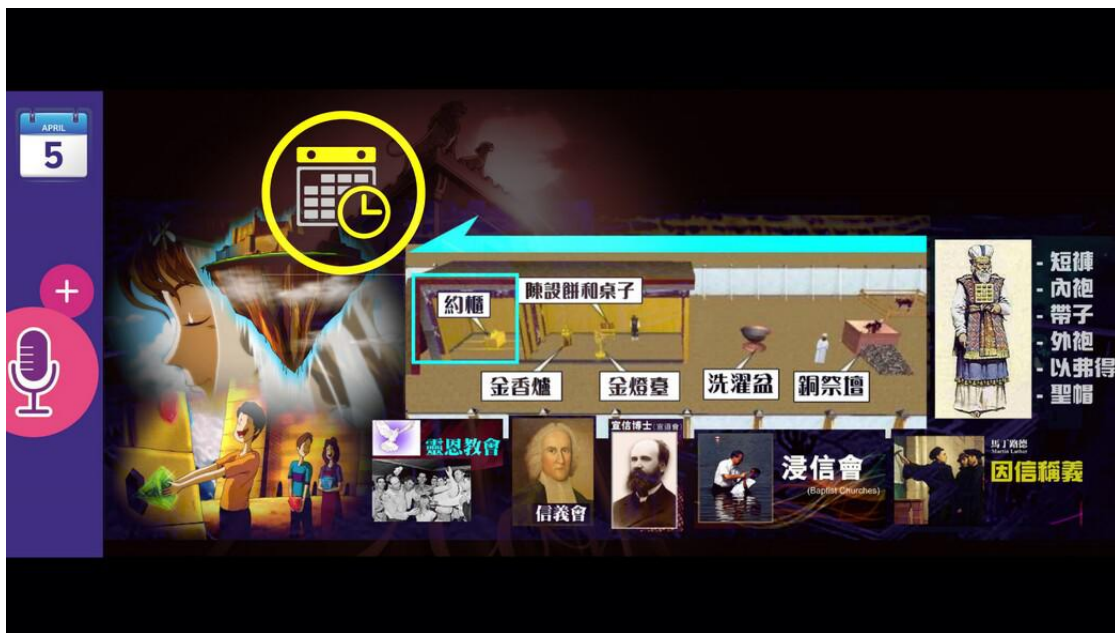 APRIL
5
約櫃
陳設餅和桌子
金香爐
金燈臺
洗濯盆
銅祭壇
- 短褲
- 內袍
- 帶子
- 外袍
- 以弗得
- 聖帽
靈恩教會
信義會
宣信博士(宣道會)
浸信會
(Baptist Churches)
馬丁路德
Martin Luther
因信稱義